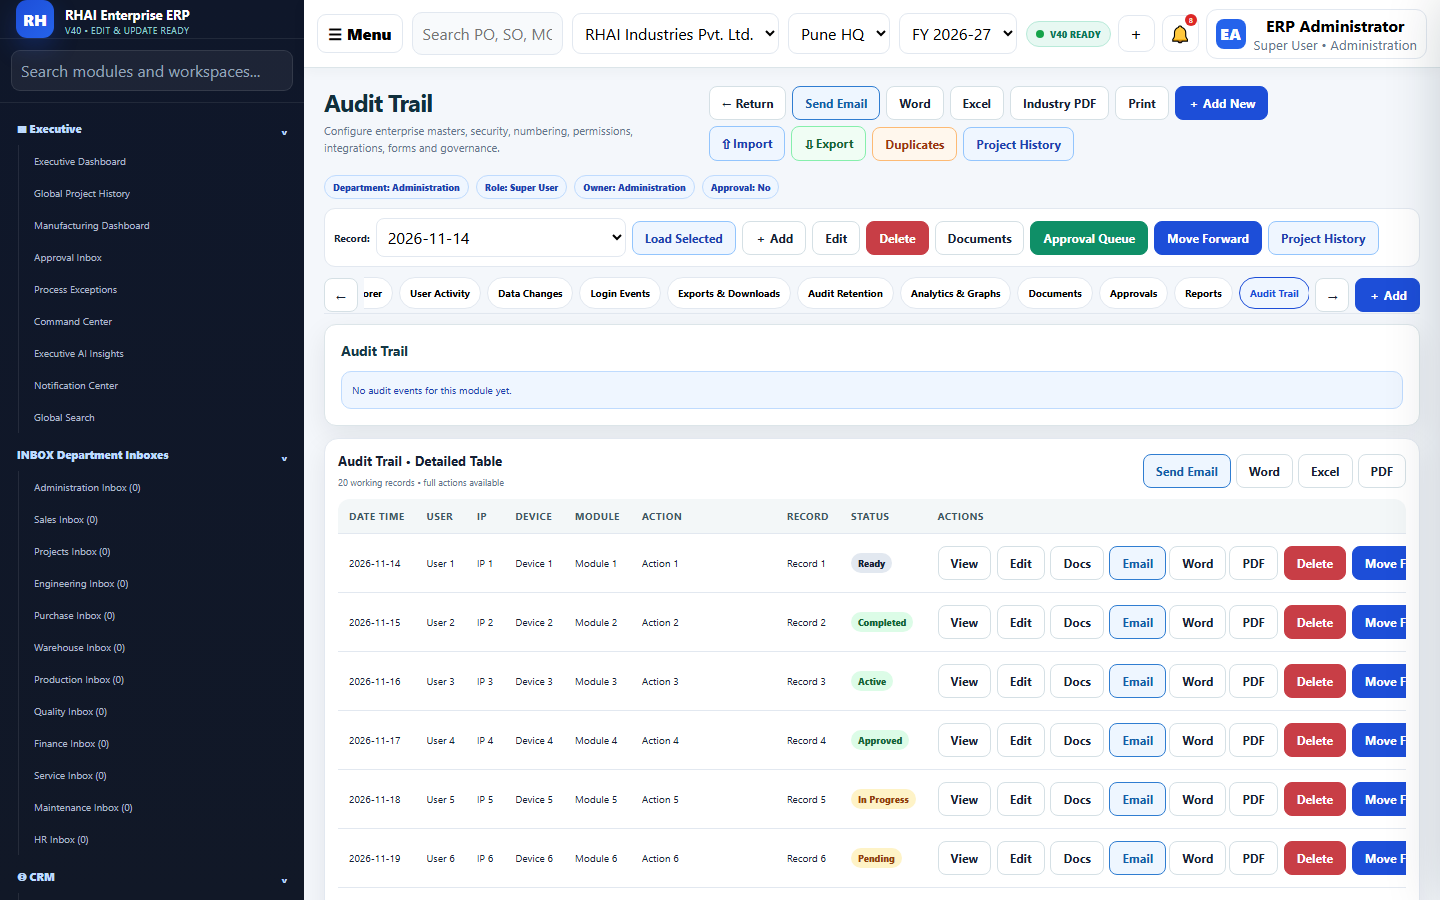 RH
RHAI Enterprise ERP
V40 • EDIT & UPDATE READY
Search modules and workspaces...
Executive
Executive Dashboard
Global Project History
Manufacturing Dashboard
Approval Inbox
Process Exceptions
Command Center
Executive AI Insights
Notification Center
Global Search
INBOX Department Inboxes
Administration Inbox (0)
Sales Inbox (0)
Projects Inbox (0)
Engineering Inbox (0)
Purchase Inbox (0)
Warehouse Inbox (0)
Production Inbox (0)
Quality Inbox (0)
Finance Inbox (0)
Service Inbox (0)
Maintenance Inbox (0)
HR Inbox (0)
CRM
☰ Menu
Search PO, SO, MO
RHAI Industries Pvt. Ltd.
Pune HQ
FY 2026-27
V40 READY
+
8
EA
ERP Administrator
Super User • Administration
Audit Trail
Configure enterprise masters, security, numbering, permissions,
integrations, forms and governance.
← Return
Send Email
Word
Excel
Industry PDF
Print
+ Add New
⇧ Import
⇩ Export
Duplicates
Project History
Department: Administration
Role: Super User
Owner: Administration
Approval: No
Record:
2026-11-14
Load Selected
+ Add
Edit
Delete
Documents
Approval Queue
Move Forward
Project History
←
orer
User Activity
Data Changes
Login Events
Exports & Downloads
Audit Retention
Analytics & Graphs
Documents
Approvals
Reports
Audit Trail
→
+ Add
Audit Trail
No audit events for this module yet.
Audit Trail • Detailed Table
20 working records • full actions available
Send Email
Word
Excel
PDF
DATE TIME USER IP DEVICE MODULE ACTION RECORD STATUS ACTIONS
2026-11-14 User 1 IP 1 Device 1 Module 1 Action 1 Record 1 Ready View Edit Docs Email Word PDF Delete Move F
2026-11-15 User 2 IP 2 Device 2 Module 2 Action 2 Record 2 Completed View Edit Docs Email Word PDF Delete Move F
2026-11-16 User 3 IP 3 Device 3 Module 3 Action 3 Record 3 Active View Edit Docs Email Word PDF Delete Move F
2026-11-17 User 4 IP 4 Device 4 Module 4 Action 4 Record 4 Approved View Edit Docs Email Word PDF Delete Move F
2026-11-18 User 5 IP 5 Device 5 Module 5 Action 5 Record 5 In Progress View Edit Docs Email Word PDF Delete Move F
2026-11-19 User 6 IP 6 Device 6 Module 6 Action 6 Record 6 Pending View Edit Docs Email Word PDF Delete Move F